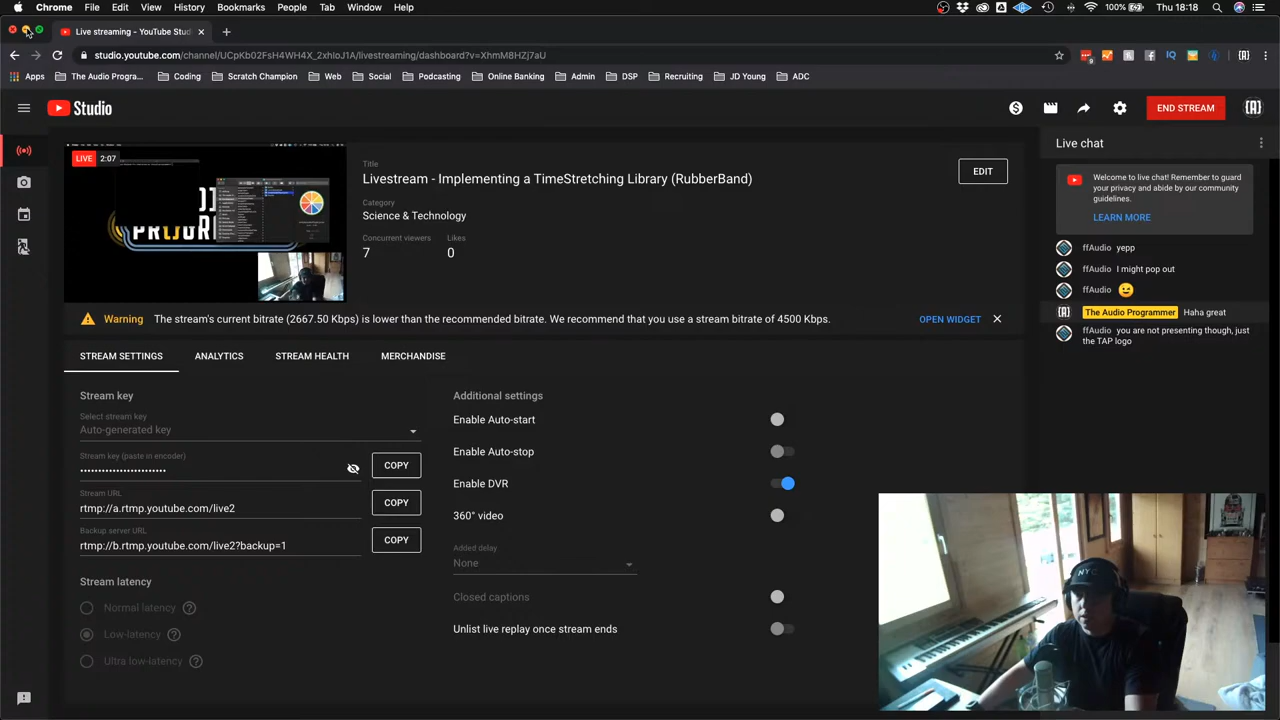 Chrome File Edit View History Bookmarks People Tab Window Help
100% Thu 18:18
Live streaming - YouTube Stud
studio.youtube.com/channel/UCpKb02FsH4WH4X_2xhIoJ1A/livestreaming/dashboard?v=XhmM8HZj7aU
Apps The Audio Progra... Coding Scratch Champion Web Social Podcasting Online Banking Admin DSP Recruiting JD Young ADC
Studio
END STREAM
LIVE 2:07
Title
Livestream - Implementing a TimeStretching Library (RubberBand)
EDIT
Category
Science & Technology
Concurrent viewers Likes
7 0
Warning The stream's current bitrate (2667.50 Kbps) is lower than the recommended bitrate. We recommend that you use a stream bitrate of 4500 Kbps. OPEN WIDGET
STREAM SETTINGS ANALYTICS STREAM HEALTH MERCHANDISE
Stream key
Select stream key
Auto-generated key
Stream key (paste in encoder)
•••••••••••••••••••••••• COPY
Stream URL
rtmp://a.rtmp.youtube.com/live2 COPY
Backup server URL
rtmp://b.rtmp.youtube.com/live2?backup=1 COPY
Stream latency
Normal latency
Low-latency
Ultra low-latency
Additional settings
Enable Auto-start
Enable Auto-stop
Enable DVR
360° video
Added delay
None
Closed captions
Unlist live replay once stream ends
Live chat
Welcome to live chat! Remember to guard
your privacy and abide by our community
guidelines.
LEARN MORE
ffAudio yepp
ffAudio I might pop out
ffAudio 😉
The Audio Programmer Haha great
ffAudio you are not presenting though, just
the TAP logo
NYC